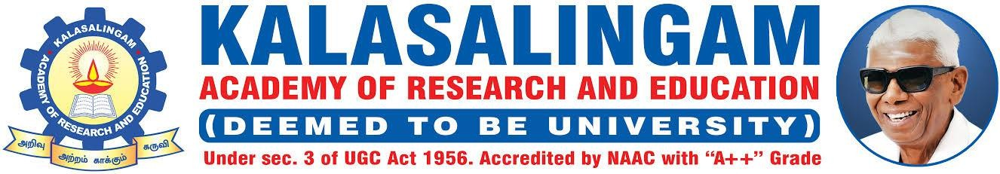 KALASALINGAM
ACADEMY OF RESEARCH AND EDUCATION
அறிவு
அற்றம் காக்கும்
கருவி
KALASALINGAM
ACADEMY OF RESEARCH AND EDUCATION
(DEEMED TO BE UNIVERSITY)
Under sec. 3 of UGC Act 1956. Accredited by NAAC with “A++” Grade